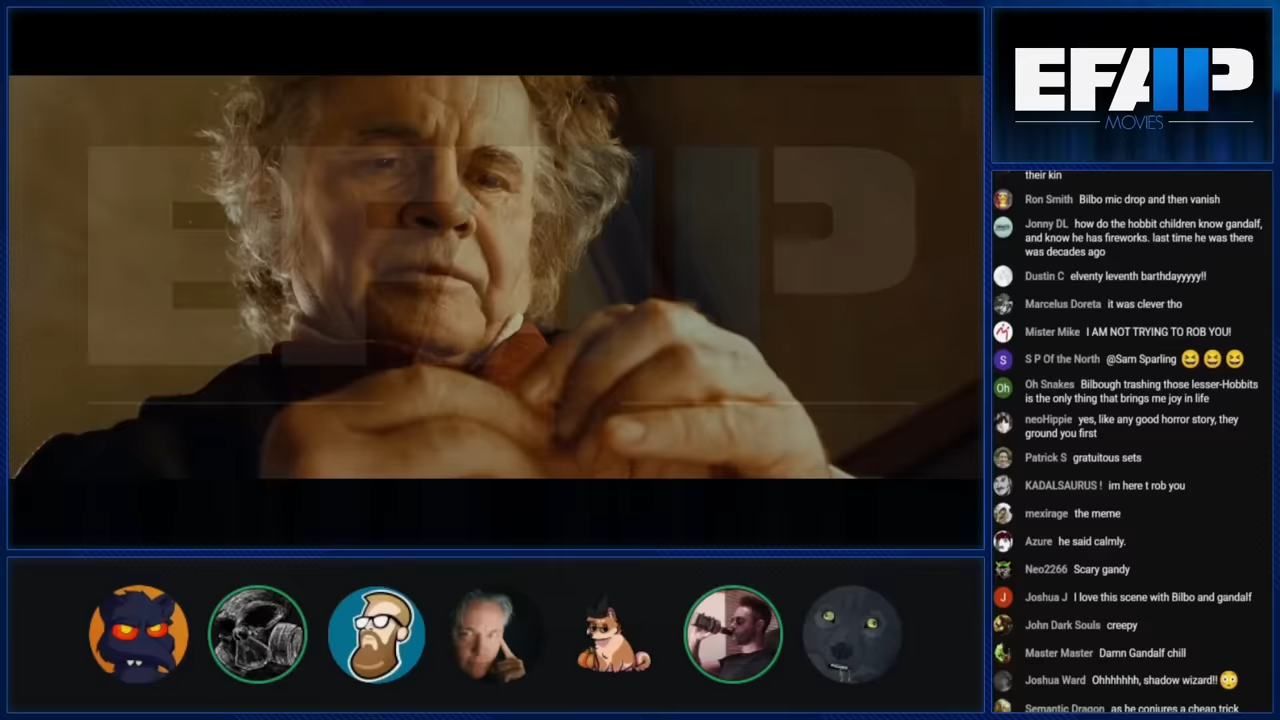 EFAP
EFAP
MOVIES
their kin
Ron Smith Bilbo mic drop and then vanish
Jonny DL how do the hobbit children know gandalf,
and know he has fireworks. last time he was there
was decades ago
Dustin C elventy leventh barthdayyyyy!!
Marcelus Doreta it was clever tho
Mister Mike I AM NOT TRYING TO ROB YOU!
S
S P Of the North @Sam Sparling 😆 😆 😆
Oh
Oh Snakes Bilbough trashing those lesser-Hobbits
is the only thing that brings me joy in life
neoHippie yes, like any good horror story, they
ground you first
Patrick S gratuitous sets
KADALSAURUS ! im here t rob you
mexirage the meme
Azure he said calmly.
Neo2266 Scary gandy
J
Joshua J I love this scene with Bilbo and gandalf
John Dark Souls creepy
Master Master Damn Gandalf chill
Joshua Ward Ohhhhhhh, shadow wizard!! 😳
Semantic Dragon as he conjures a cheap trick